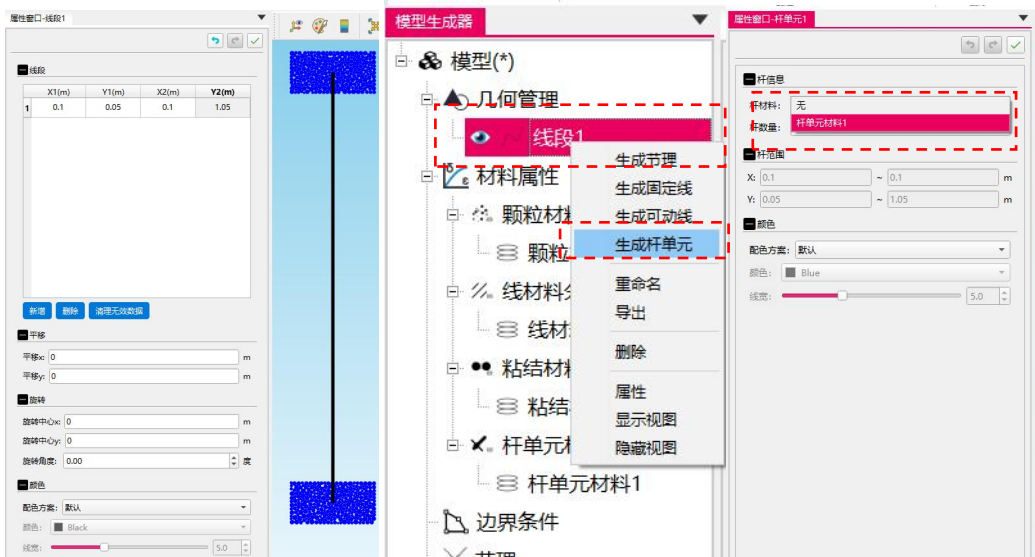 属性窗口-线段1
线段
X1(m) Y1(m) X2(m) Y2(m)
1 0.1 0.05 0.1 1.05
新增 删除 清理无效数据
平移
平移x: 0 m
平移y: 0 m
旋转
旋转中心x: 0 m
旋转中心y: 0 m
旋转角度: 0.00 度
颜色
配色方案: 默认
颜色: Black
线宽: 5.0
模型生成器
模型(*)
几何管理
线段1
材料属性
颗粒材料
颗粒
线材料
线材
粘结材料
粘结
杆单元
杆单元材料1
边界条件
节理
生成节理
生成固定线
生成可动线
生成杆单元
重命名
导出
删除
属性
显示视图
隐藏视图
属性窗口-杆单元1
杆信息
杆材料: 无
杆单元材料1
杆数量:
杆范围
X: 0.1 ~ 0.1 m
Y: 0.05 ~ 1.05 m
颜色
配色方案: 默认
颜色: Blue
线宽: 5.0